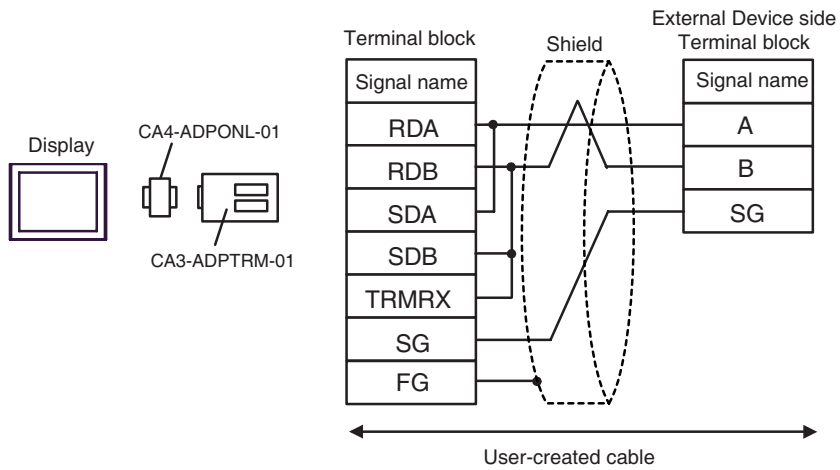 External Device side
Terminal block
Shield
Terminal block
Signal name
Signal name
RDA
A
CA4-ADPONL-01
Display
RDB
B
SDA
SG
SDB
CA3-ADPTRM-01
TRMRX
SG
FG
User-created cable